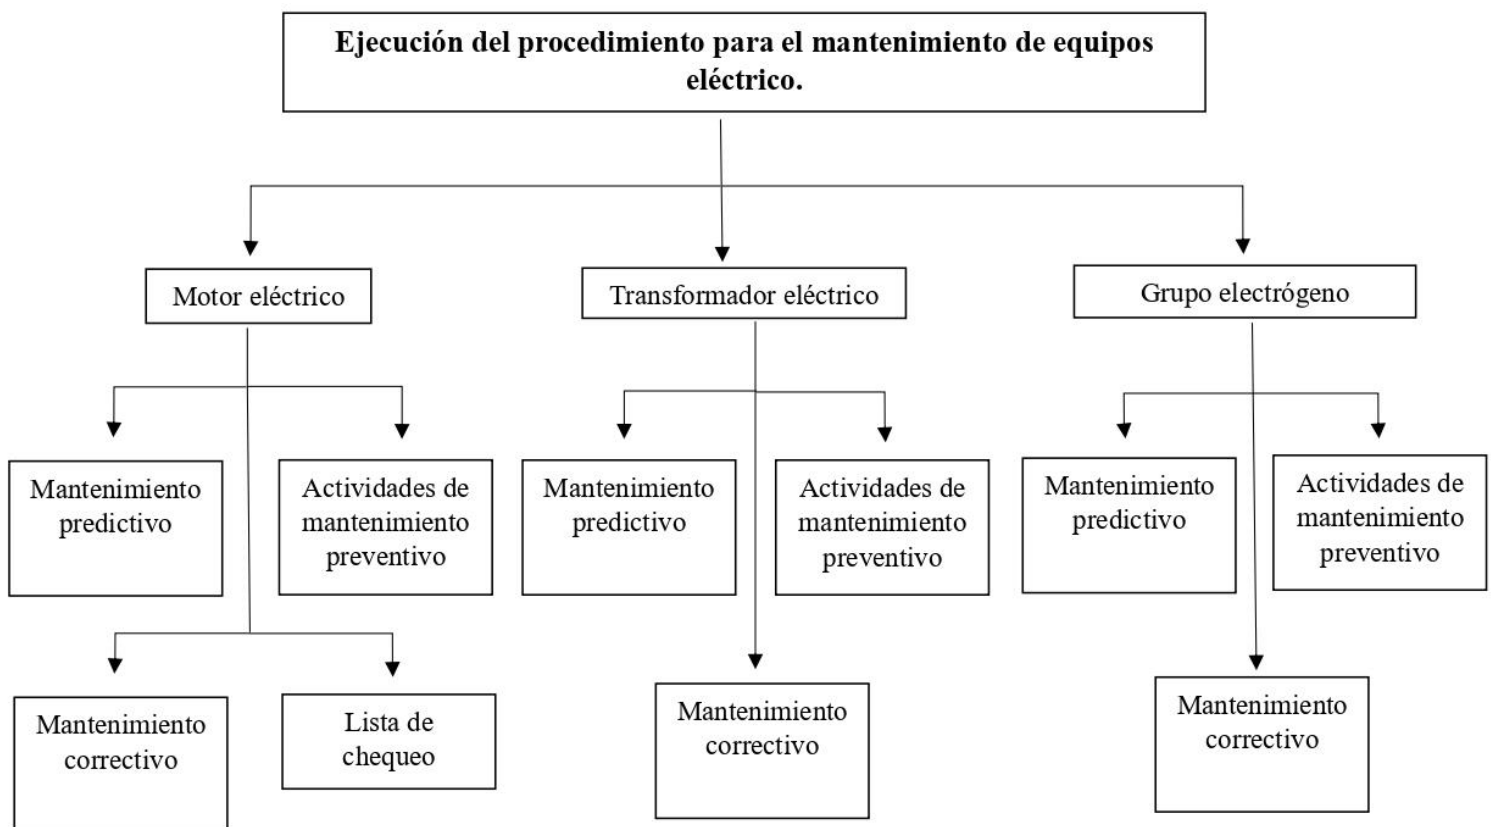 Ejecución del procedimiento para el mantenimiento de equipos
eléctrico.
Motor eléctrico
Transformador eléctrico
Grupo electrógeno
Mantenimiento
predictivo
Actividades de
mantenimiento
preventivo
Mantenimiento
predictivo
Actividades de
mantenimiento
preventivo
Mantenimiento
predictivo
Actividades de
mantenimiento
preventivo
Mantenimiento
correctivo
Lista de
chequeo
Mantenimiento
correctivo
Mantenimiento
correctivo